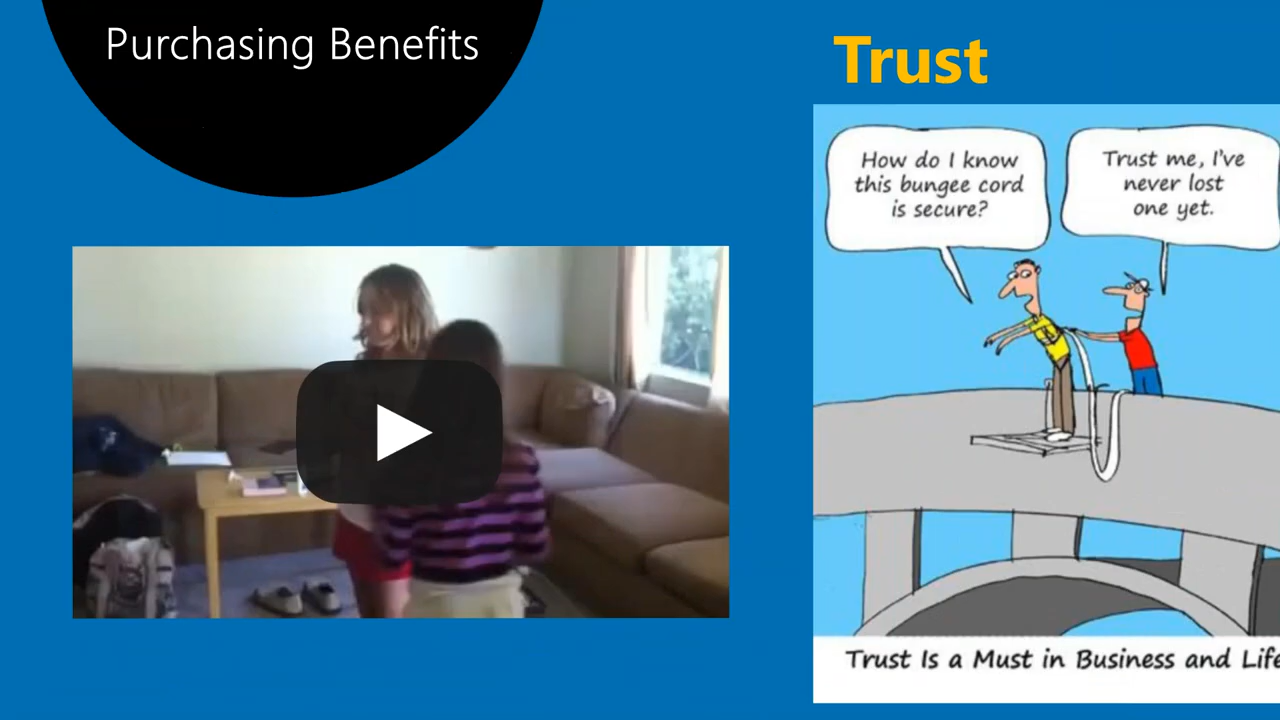 Purchasing Benefits
Trust
How do I know
this bungee cord
is secure?
Trust me, I've
never lost
one yet.
Trust Is a Must in Business and Life